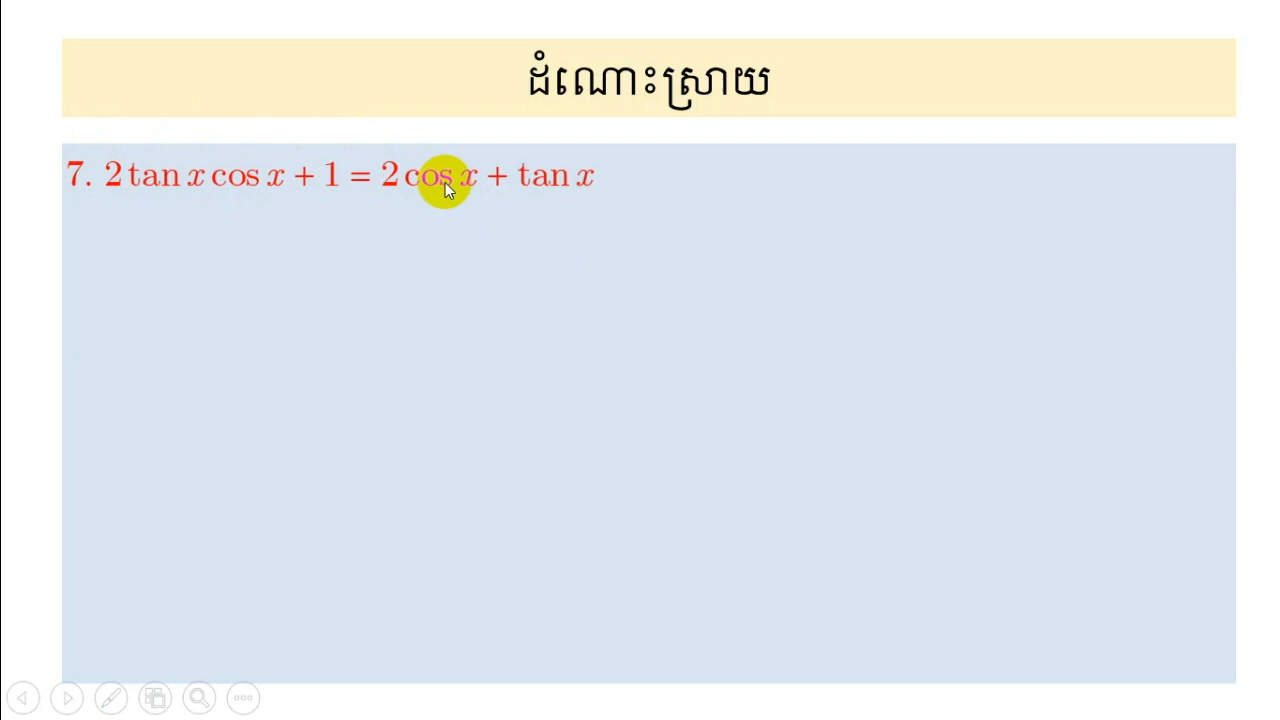 ដំណោះស្រាយ
7. 2 tan x cos x + 1 = 2 cos x + tan x